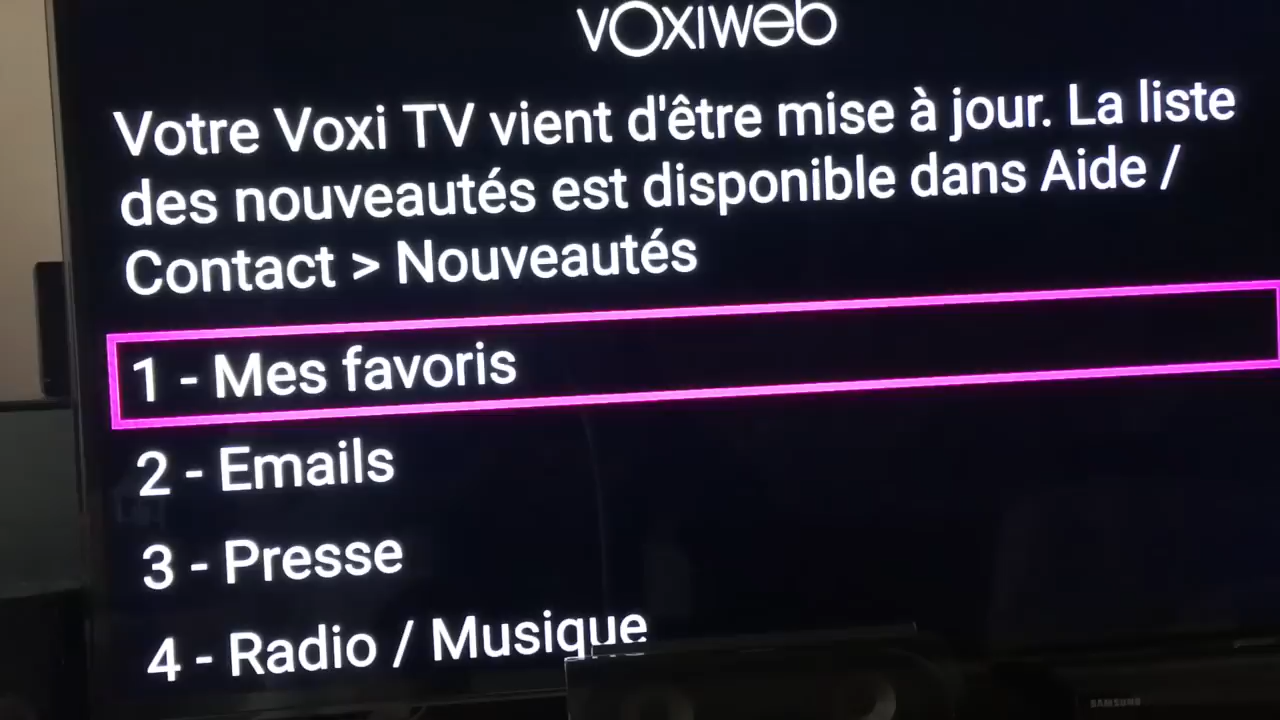 voxiweb
Votre Voxi TV vient d'être mise à jour. La liste
des nouveautés est disponible dans Aide /
Contact > Nouveautés
1 - Mes favoris
2 - Emails
3 - Presse
4 - Radio / Musique
SAMSUNG